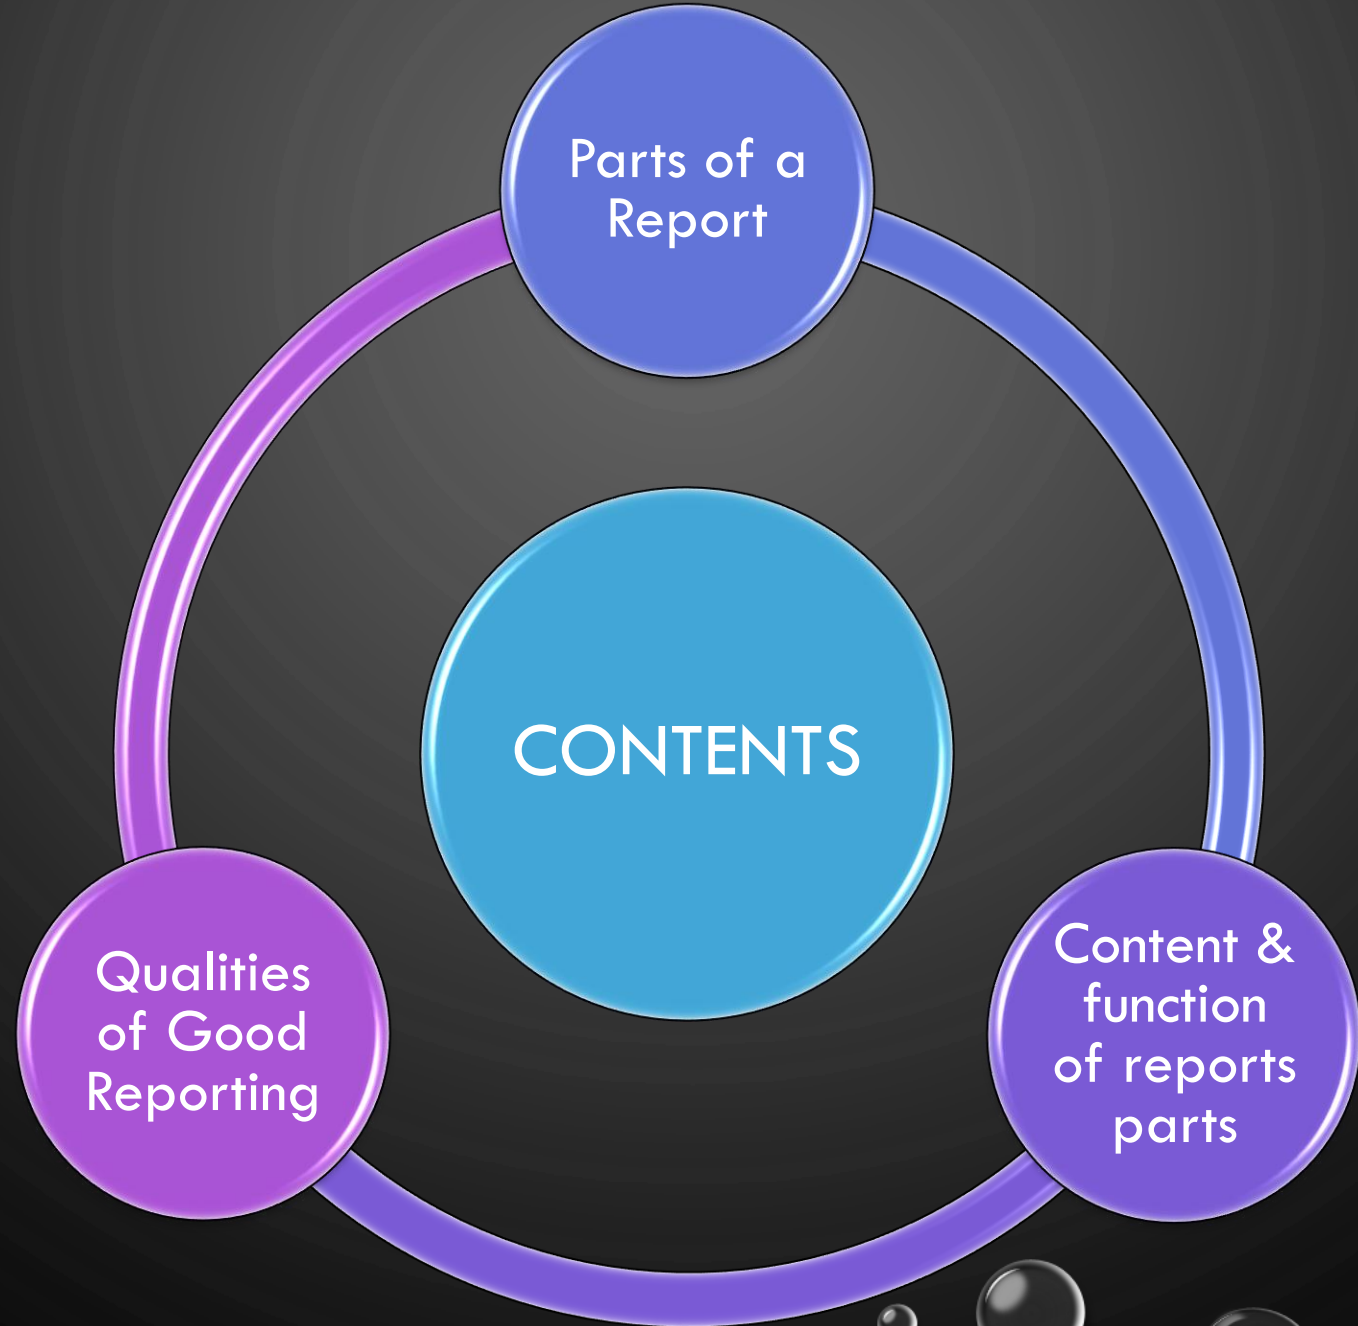 Parts of a
Report
CONTENTS
Qualities
of Good
Reporting
Content &
function
of reports
parts